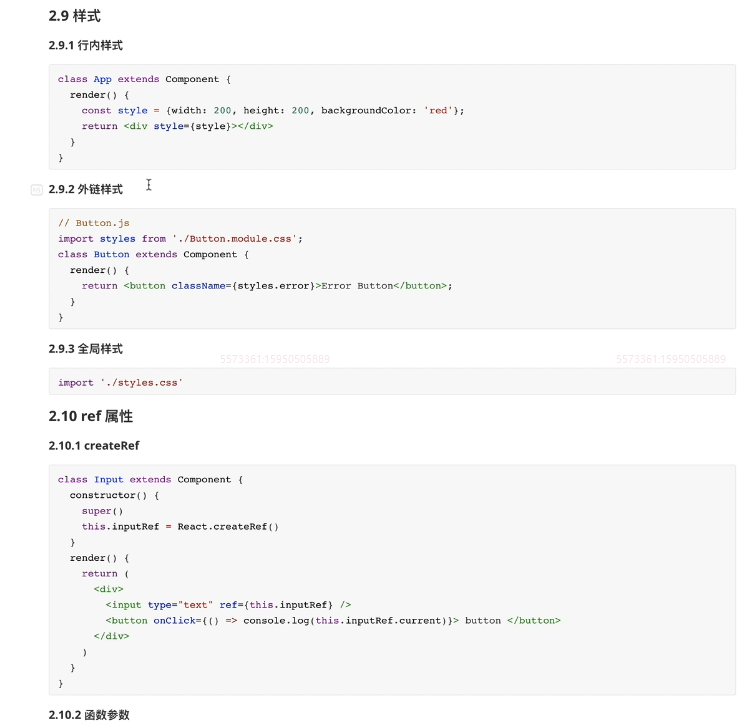 2.9 样式
2.9.1 行内样式
class App extends Component {
  render() {
    const style = {width: 200, height: 200, backgroundColor: 'red'};
    return <div style={style}></div>
  }
}
2.9.2 外链样式
// Button.js
import styles from './Button.module.css';
class Button extends Component {
  render() {
    return <button className={styles.error}>Error Button</button>;
  }
}
2.9.3 全局样式
5573361:15950505889 5573361:15950505889
import './styles.css'
2.10 ref 属性
2.10.1 createRef
class Input extends Component {
  constructor() {
    super()
    this.inputRef = React.createRef()
  }
  render() {
    return (
      <div>
        <input type="text" ref={this.inputRef} />
        <button onClick={() => console.log(this.inputRef.current)}> button </button>
      </div>
    )
  }
}
2.10.2 函数参数